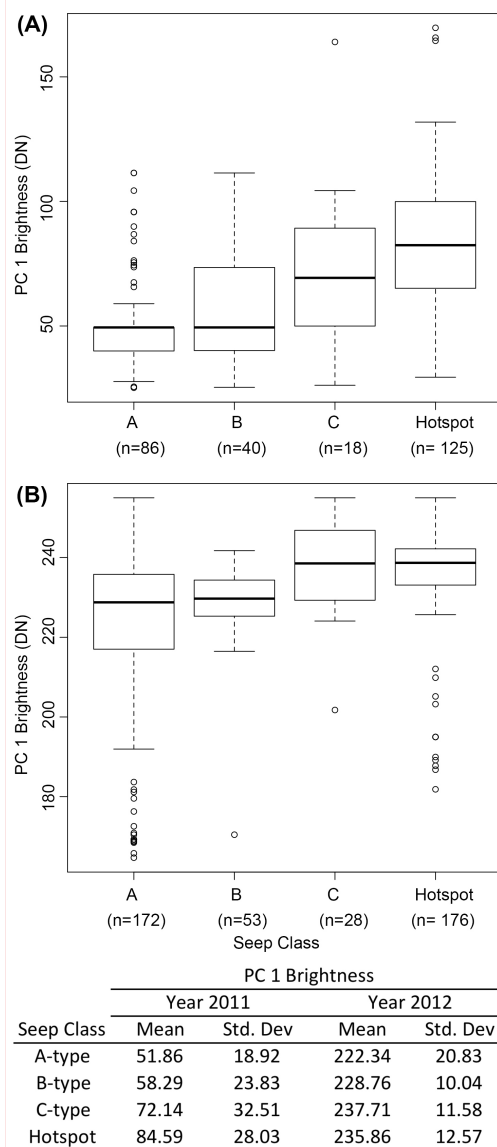 (A)
150
100
50
PC 1 Brightness (DN)
A B C Hotspot
(n=86) (n=40) (n=18) (n= 125)
(B)
240
220
200
180
PC 1 Brightness (DN)
A B C Hotspot
(n=172) (n=53) (n=28) (n= 176)
Seep Class
PC 1 Brightness
Year 2011 Year 2012
Seep Class Mean Std. Dev Mean Std. Dev
A-type 51.86 18.92 222.34 20.83
B-type 58.29 23.83 228.76 10.04
C-type 72.14 32.51 237.71 11.58
Hotspot 84.59 28.03 235.86 12.57